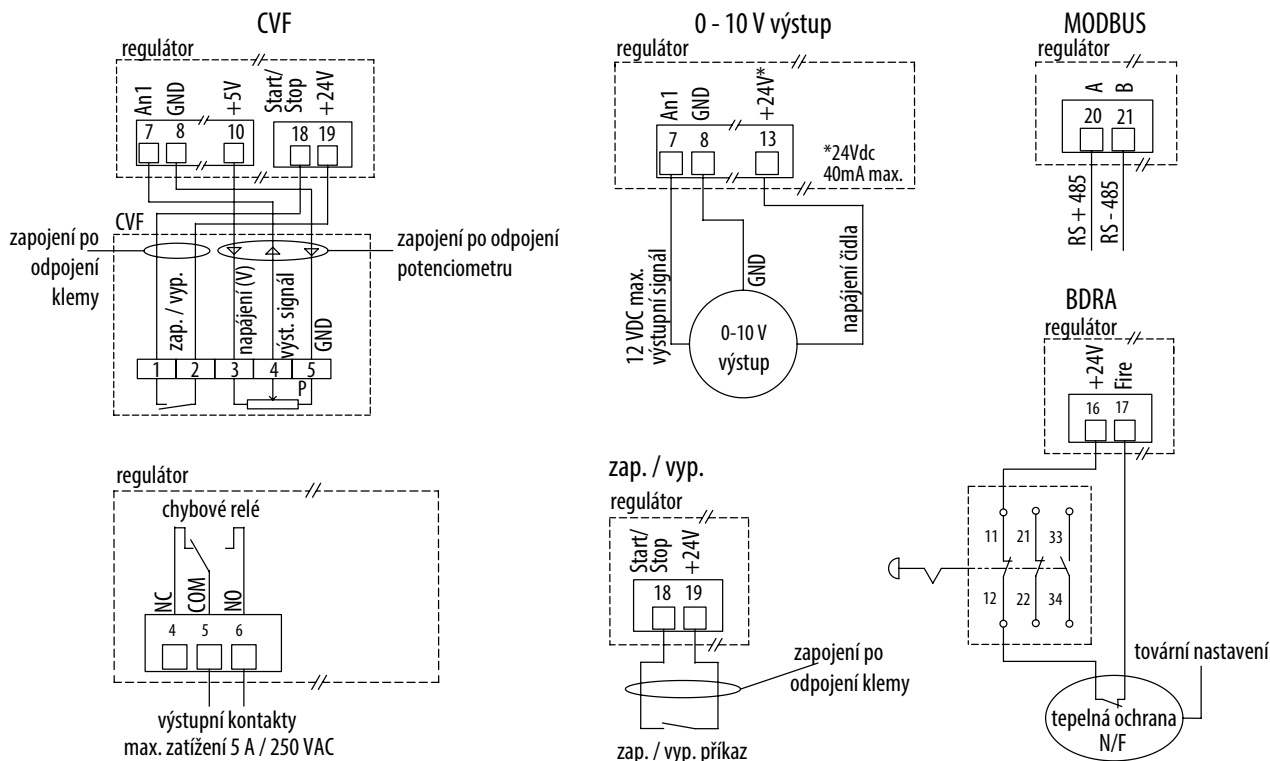 CVF
regulátor
An1
GND
+5V
Start/
Stop
+24V
7
8
10
18
19
CVF
zapojení po
odpojení
klemy
zapojení po odpojení
potenciometru
zap. / vyp.
napájení (V)
výst. signál
GND
1
2
3
4
5
P
0 - 10 V výstup
regulátor
An1
GND
+24V*
7
8
13
*24Vdc
40mA max.
12 VDC max.
výstupní signál
GND
napájení čidla
0-10 V
výstup
MODBUS
regulátor
A
B
20
21
RS + 485
RS - 485
BDRA
regulátor
+24V
Fire
16
17
11
21
33
12
22
34
tovární nastavení
tepelná ochrana
N/F
regulátor
chybové relé
NC
COM
NO
4
5
6
výstupní kontakty
max. zatížení 5 A / 250 VAC
zap. / vyp.
regulátor
Start/
Stop
+24V
18
19
zapojení po
odpojení klemy
zap. / vyp. příkaz